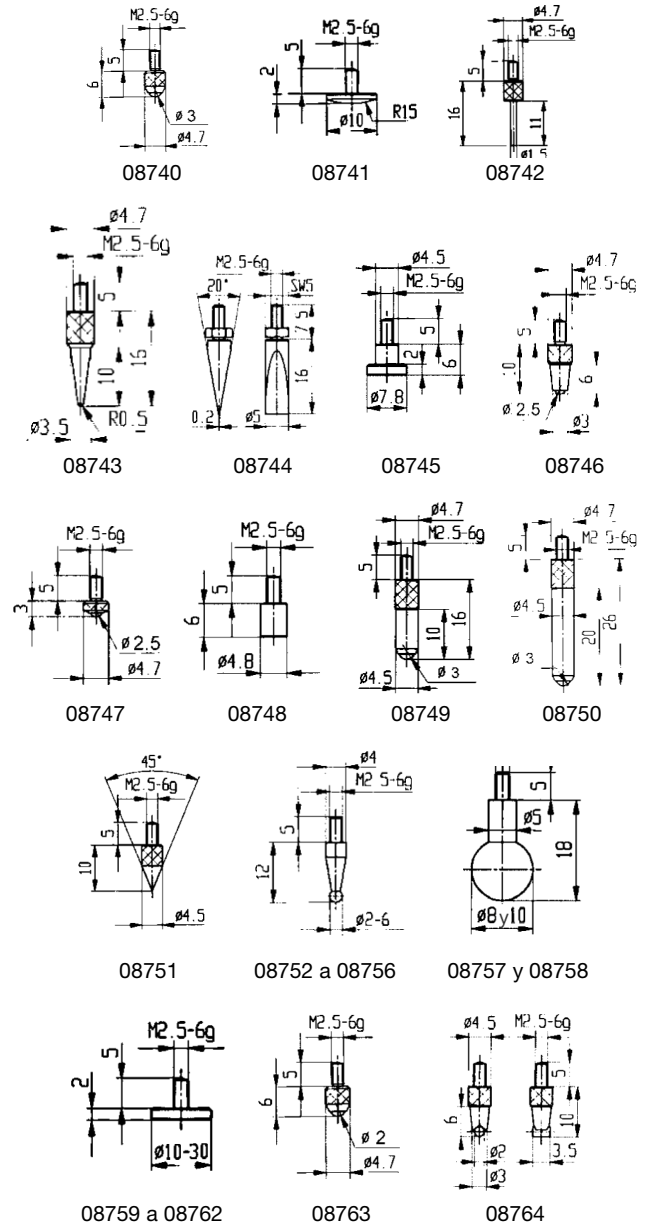 M2.5-6g
5
6
ø3
ø4.7
08740
M2.5-6g
5
2
R15
ø10
08741
ø4.7
M2.5-6g
5
16
11
ø1.5
08742
ø4.7
M2.5-6g
5
16
10
R0.5
ø3.5
08743
M2.5-6g
20°
SW5
5
7
16
0.2
ø5
08744
ø4.5
M2.5-6g
5
2
6
ø7.8
08745
ø4.7
M2.5-6g
5
10
6
ø2.5
ø3
08746
M2.5-6g
5
3
ø2.5
ø4.7
08747
M2.5-6g
5
6
ø4.8
08748
ø4.7
M2.5-6g
5
10
16
ø3
ø4.5
08749
ø4.7
M2.5-6g
5
ø4.5
20
26
ø3
08750
45°
M2.5-6g
5
10
ø4.5
08751
ø4
M2.5-6g
5
12
ø2-6
08752 a 08756
5
ø5
18
ø8y10
08757 y 08758
M2.5-6g
5
2
ø10-30
08759 a 08762
M2.5-6g
5
6
ø2
ø4.7
08763
ø4.5
M2.5-6g
5
6
10
ø2
3.5
ø3
08764